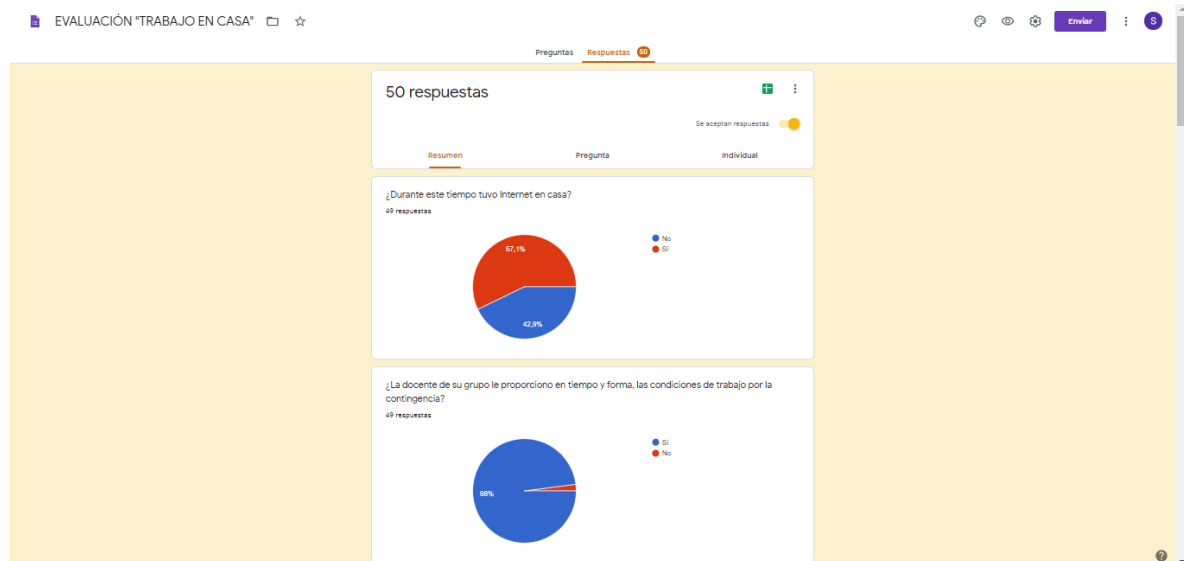 EVALUACIÓN "TRABAJO EN CASA"
Enviar
S
Preguntas
Respuestas 50
50 respuestas
Se aceptan respuestas
Resumen
Pregunta
Individual
¿Durante este tiempo tuvo Internet en casa?
49 respuestas
57,1%
42,9%
No
Sí
¿La docente de su grupo le proporciono en tiempo y forma, las condiciones de trabajo por la
contingencia?
49 respuestas
98%
Sí
No